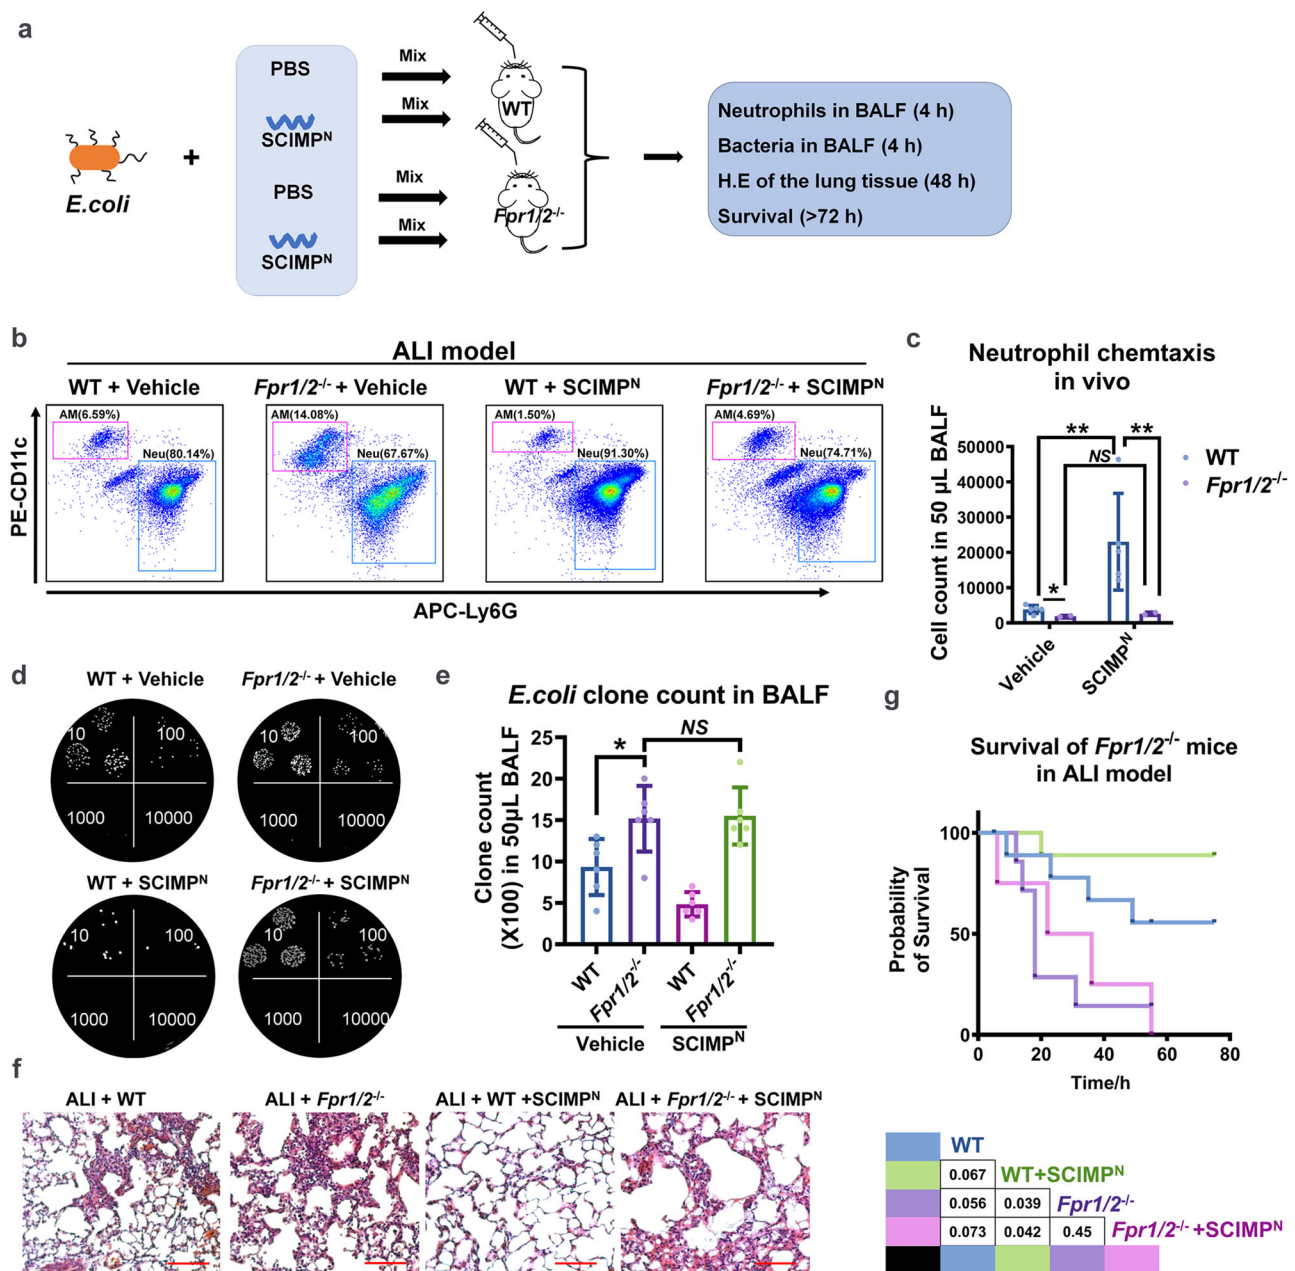 a
PBS
SCIMPᴺ
PBS
SCIMPᴺ
E.coli
+
Mix
Mix
Mix
Mix
WT
Fpr1/2⁻/⁻
Neutrophils in BALF (4 h)
Bacteria in BALF (4 h)
H.E of the lung tissue (48 h)
Survival (>72 h)
b
ALI model
WT + Vehicle
Fpr1/2⁻/⁻ + Vehicle
WT + SCIMPᴺ
Fpr1/2⁻/⁻ + SCIMPᴺ
AM(6.59%)
Neu(80.14%)
AM(14.08%)
Neu(67.67%)
AM(1.50%)
Neu(91.30%)
AM(4.69%)
Neu(74.71%)
PE-CD11c
APC-Ly6G
c
Neutrophil chemtaxis
in vivo
Cell count in 50 µL BALF
50000
40000
30000
20000
10000
0
**
**
NS
*
WT
Fpr1/2⁻/⁻
Vehicle
SCIMPᴺ
d
WT + Vehicle
Fpr1/2⁻/⁻ + Vehicle
10
100
1000
10000
10
100
1000
10000
WT + SCIMPᴺ
Fpr1/2⁻/⁻ + SCIMPᴺ
10
100
1000
10000
10
100
1000
10000
e
E.coli clone count in BALF
Clone count
(X100) in 50µL BALF
25
20
15
10
5
0
*
NS
WT
Fpr1/2⁻/⁻
WT
Fpr1/2⁻/⁻
Vehicle
SCIMPᴺ
g
Survival of Fpr1/2⁻/⁻ mice
in ALI model
Probability
of Survival
100
50
0
0
20
40
60
80
Time/h
WT
0.067
WT+SCIMPᴺ
0.056
0.039
Fpr1/2⁻/⁻
0.073
0.042
0.45
Fpr1/2⁻/⁻ +SCIMPᴺ
f
ALI + WT
ALI + Fpr1/2⁻/⁻
ALI + WT +SCIMPᴺ
ALI + Fpr1/2⁻/⁻ + SCIMPᴺ